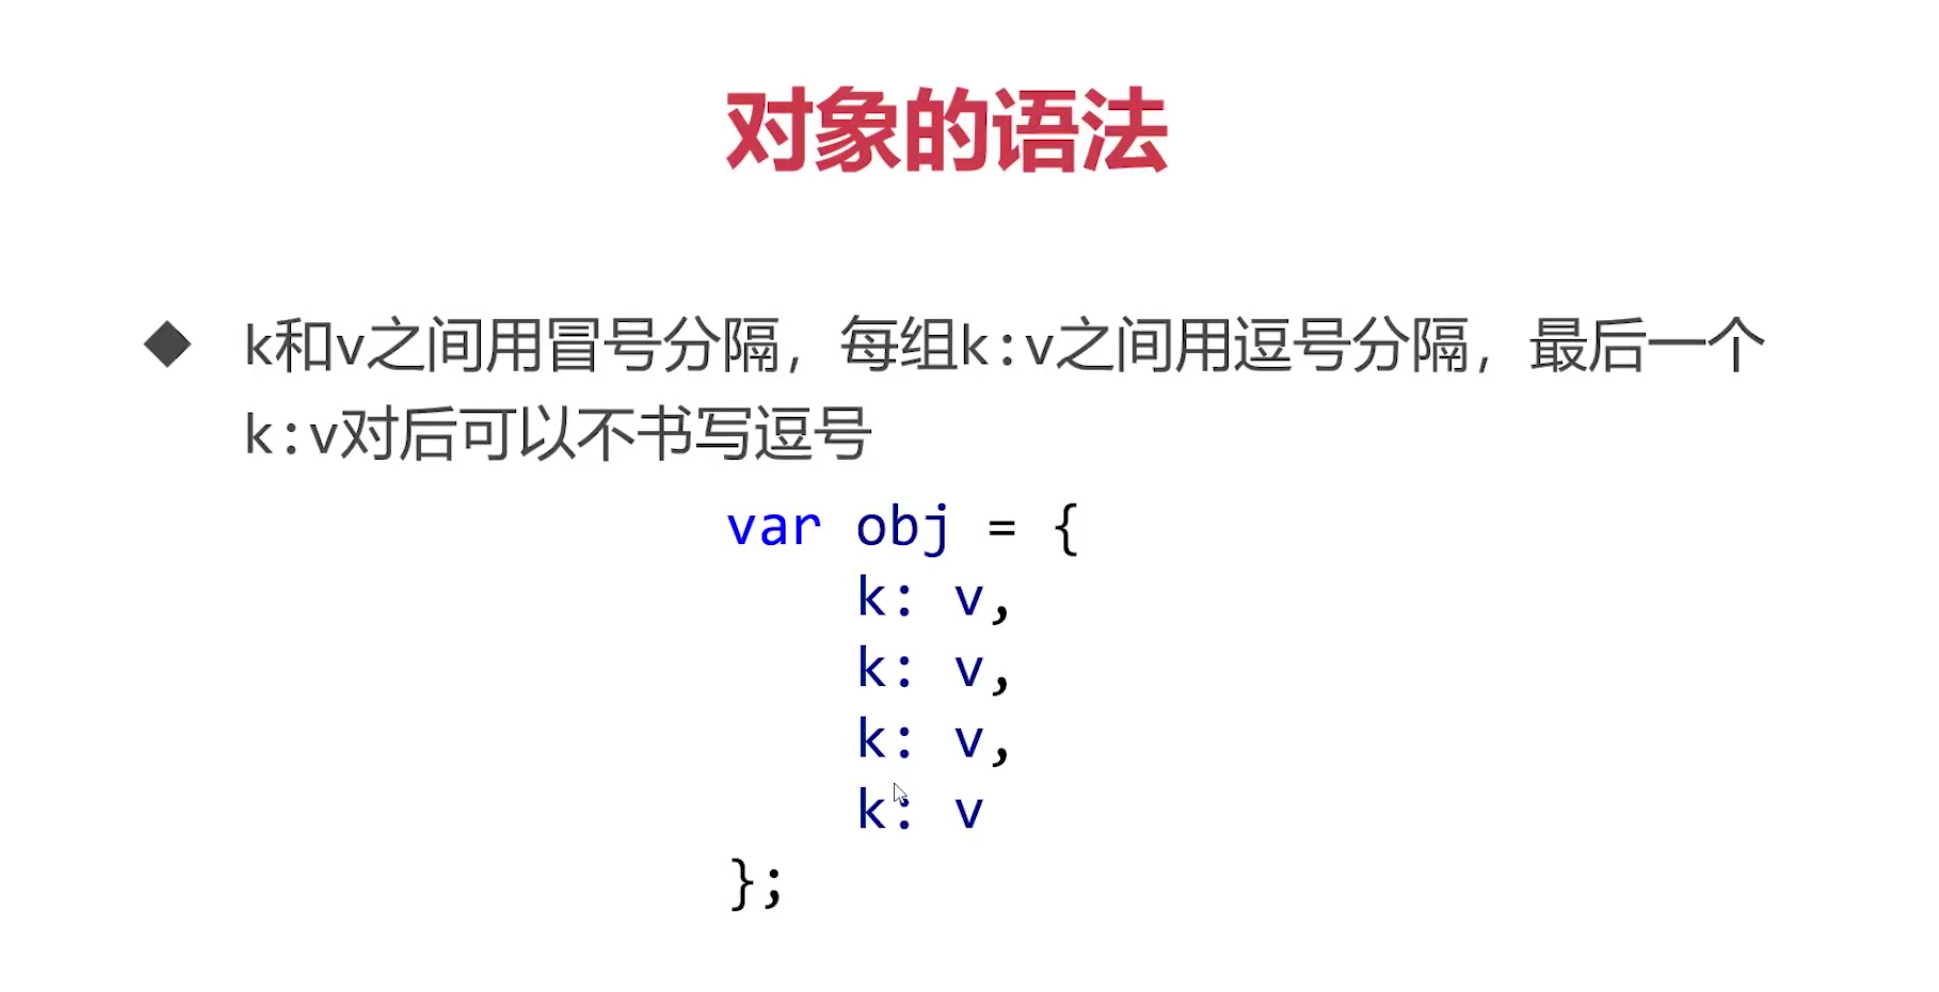 对象的语法
k和v之间用冒号分隔，每组k:v之间用逗号分隔，最后一个
k:v对后可以不书写逗号
var obj = {
    k: v,
    k: v,
    k: v,
    k: v
};